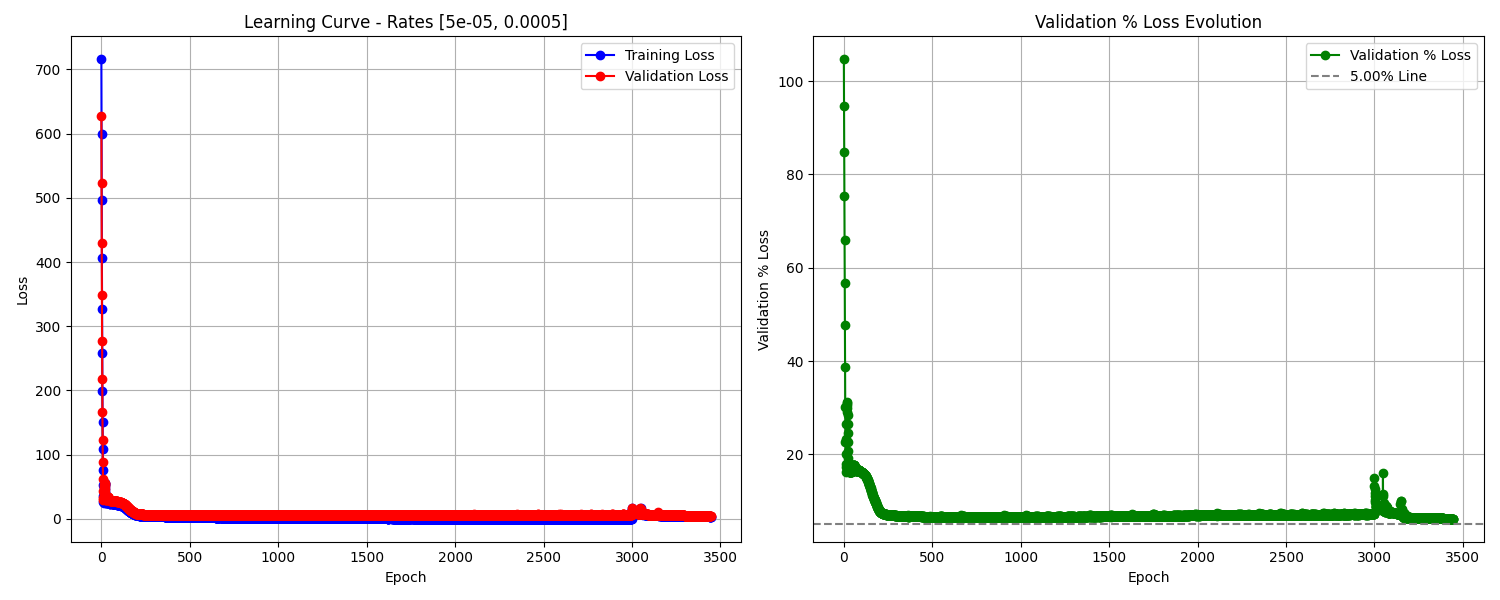 Learning Curve - Rates [5e-05, 0.0005]
Training Loss
Validation Loss
700
600
500
400
300
200
100
0
Loss
0 500 1000 1500 2000 2500 3000 3500
Epoch
Validation % Loss Evolution
Validation % Loss
5.00% Line
100
80
60
40
20
Validation % Loss
0 500 1000 1500 2000 2500 3000 3500
Epoch